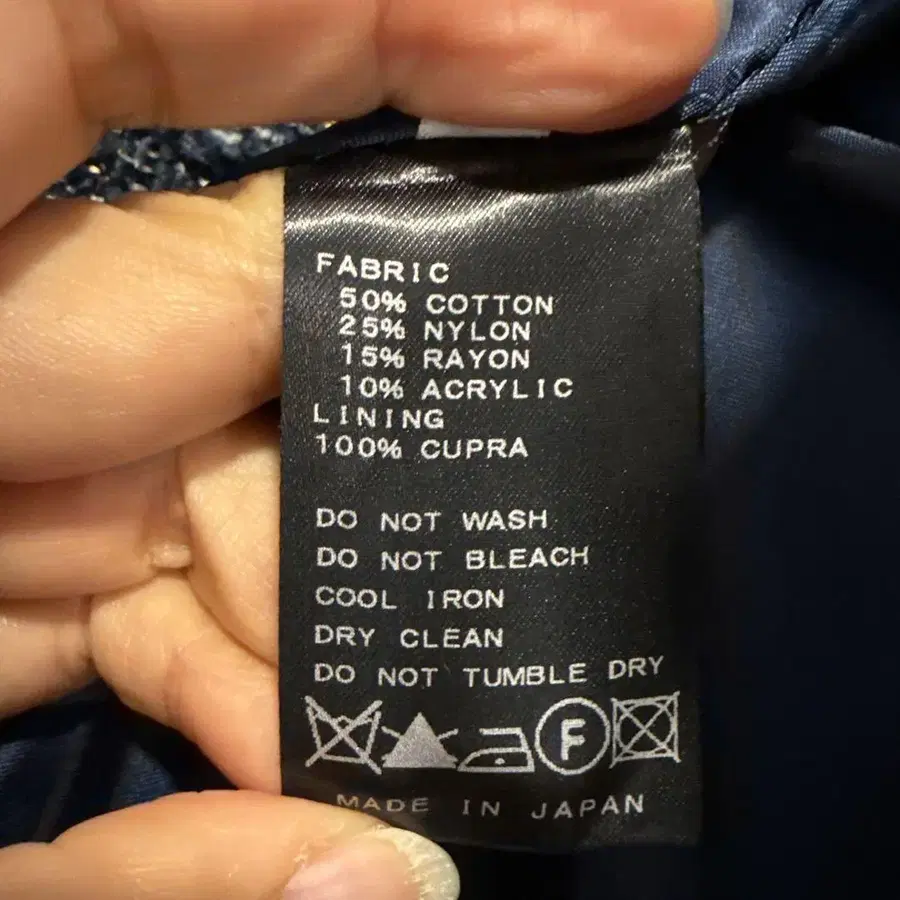 FABRIC
50% COTTON
25% NYLON
15% RAYON
10% ACRYLIC
LINING
100% CUPRA
DO NOT WASH
DO NOT BLEACH
COOL IRON
DRY CLEAN
DO NOT TUMBLE DRY
F
MADE IN JAPAN